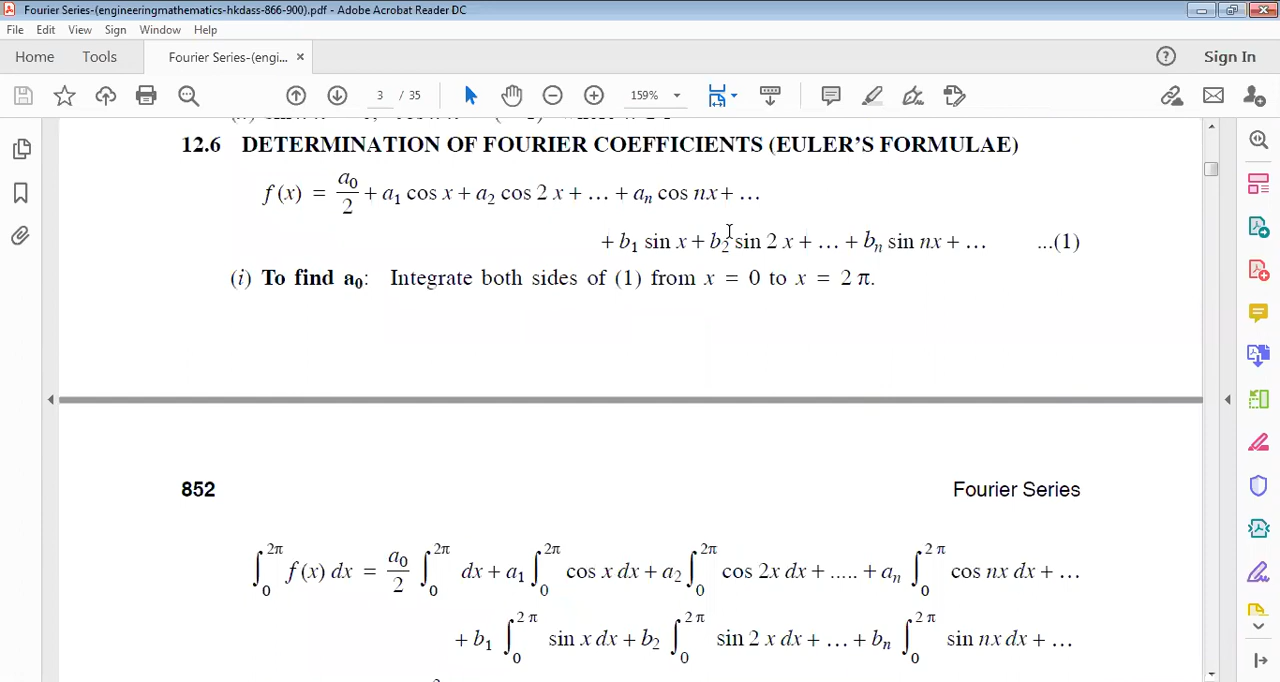 Fourier Series-(engineeringmathematics-hkdass-866-900).pdf - Adobe Acrobat Reader DC
File Edit View Sign Window Help
Home Tools Fourier Series-(engi... × Sign In
3 / 35 159%
12.6 DETERMINATION OF FOURIER COEFFICIENTS (EULER'S FORMULAE)
f (x) = a₀/2 + a₁ cos x + a₂ cos 2 x + … + aₙ cos nx + …
+ b₁ sin x + b₂ sin 2 x + … + bₙ sin nx + … ...(1)
(i) To find a₀: Integrate both sides of (1) from x = 0 to x = 2 π.
852 Fourier Series
∫₀^2π f (x) dx = a₀/2 ∫₀^2π dx + a₁ ∫₀^2π cos x dx + a₂ ∫₀^2π cos 2x dx + ..... + aₙ ∫₀^2π cos nx dx + …
+ b₁ ∫₀^2π sin x dx + b₂ ∫₀^2π sin 2 x dx + … + bₙ ∫₀^2π sin nx dx + …